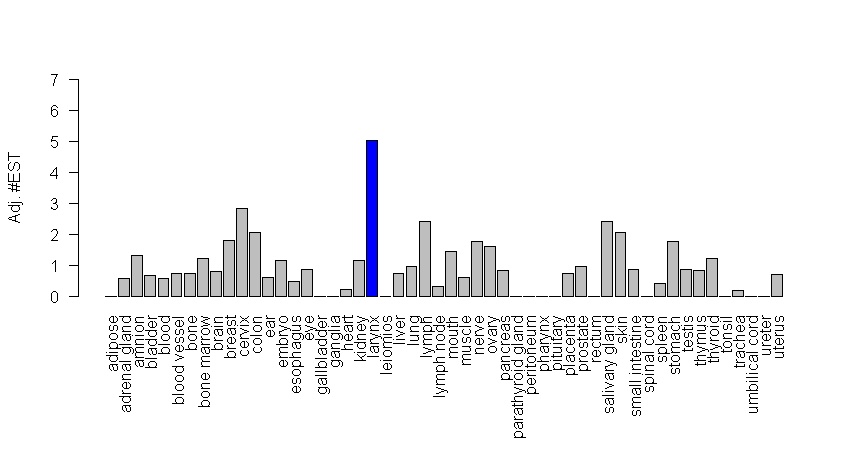 7
6
5
4
3
2
1
0
Adj. #EST
adipose
adrenal gland
amnion
bladder
blood
blood vessel
bone
bone marrow
brain
breast
cervix
colon
ear
embryo
esophagus
eye
gallbladder
ganglia
heart
kidney
larynx
leiomios
liver
lung
lymph
lymph node
mouth
muscle
nerve
ovary
pancreas
parathyroid gland
peritoneum
pharynx
pituitary
placenta
prostate
rectum
salivary gland
skin
small intestine
spinal cord
spleen
stomach
testis
thymus
thyroid
tonsil
trachea
umbilical cord
ureter
uterus